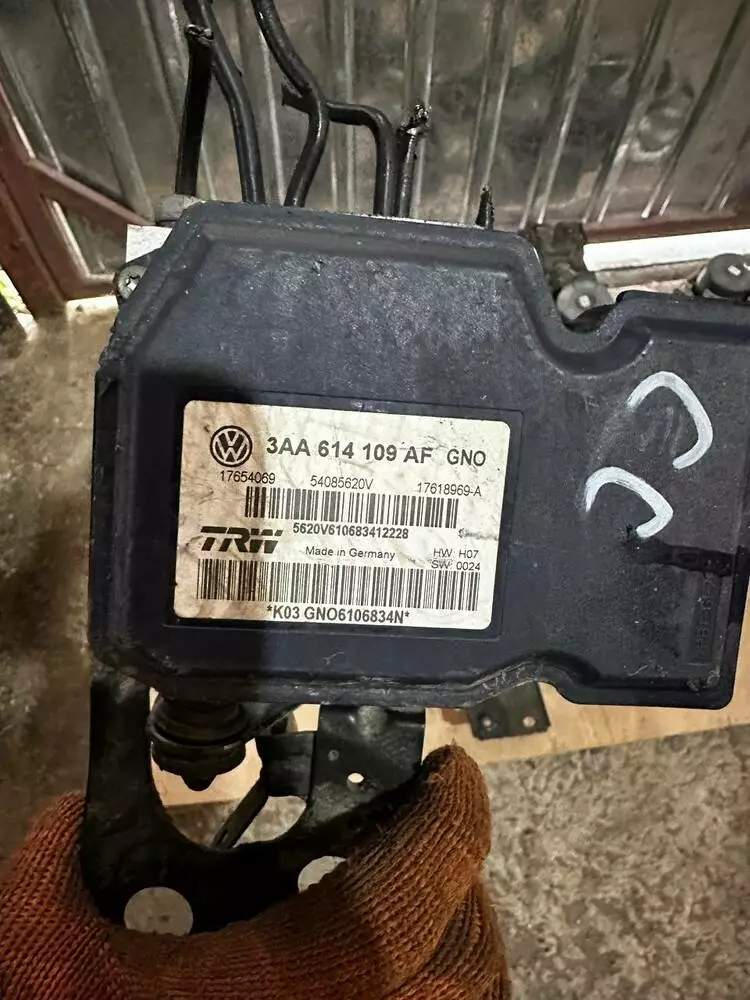 3AA 614 109 AF GNO
17654069 54085620V 17618969-A
5620V610683412228
TRW Made in Germany HW: H07
SW: 0024
*K03 GNO6106834N*